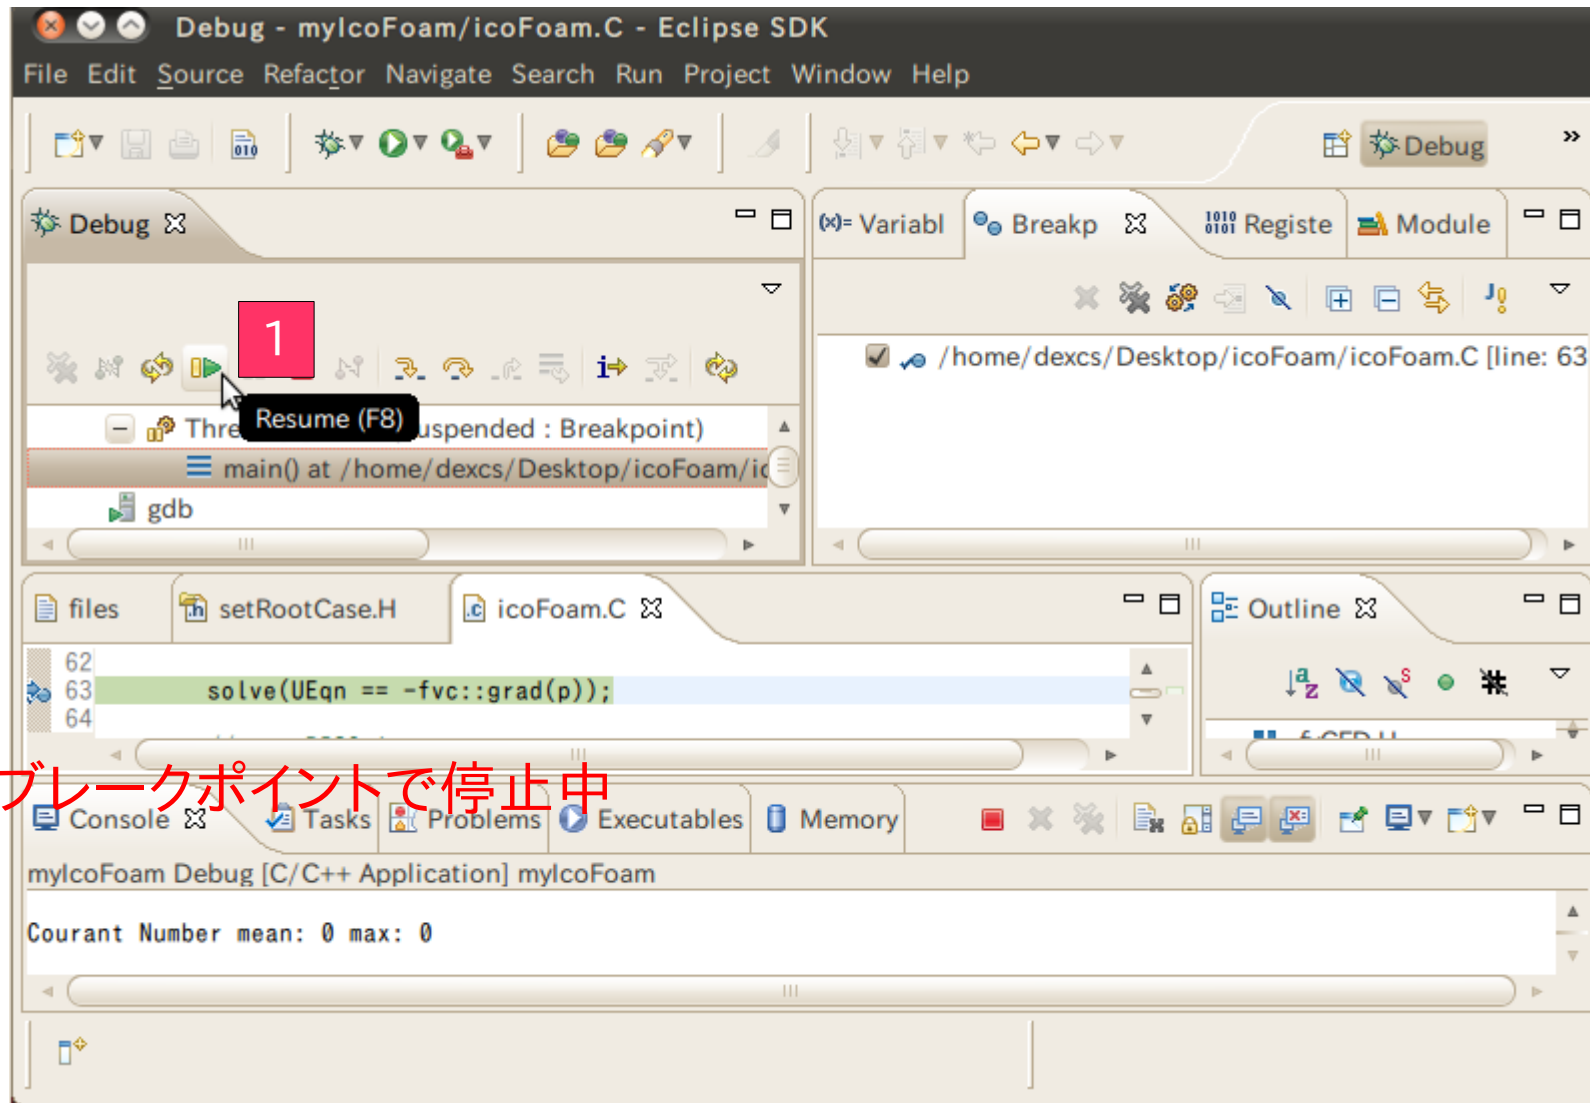 Debug - myIcoFoam/icoFoam.C - Eclipse SDK
File Edit Source Refactor Navigate Search Run Project Window Help
010
Debug »
Debug
(x)= Variabl Breakp 1010 0101 Registe Module
1
/home/dexcs/Desktop/icoFoam/icoFoam.C [line: 63
Resume (F8)
Thre uspended : Breakpoint)
main() at /home/dexcs/Desktop/icoFoam/ic
gdb
files setRootCase.H icoFoam.C Outline
62
63 solve(UEqn == -fvc::grad(p));
64
ブレークポイントで停止中
Console Tasks Problems Executables Memory
myIcoFoam Debug [C/C++ Application] myIcoFoam
Courant Number mean: 0 max: 0